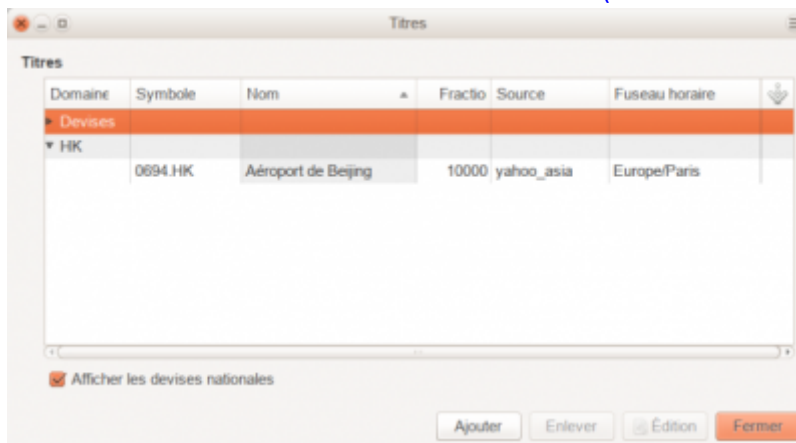 Titres
Titres
Domaine Symbole Nom Fractio Source Fuseau horaire
Devises
HK
0694.HK Aéroport de Beijing 10000 yahoo_asia Europe/Paris
Afficher les devises nationales
Ajouter Enlever Édition Fermer